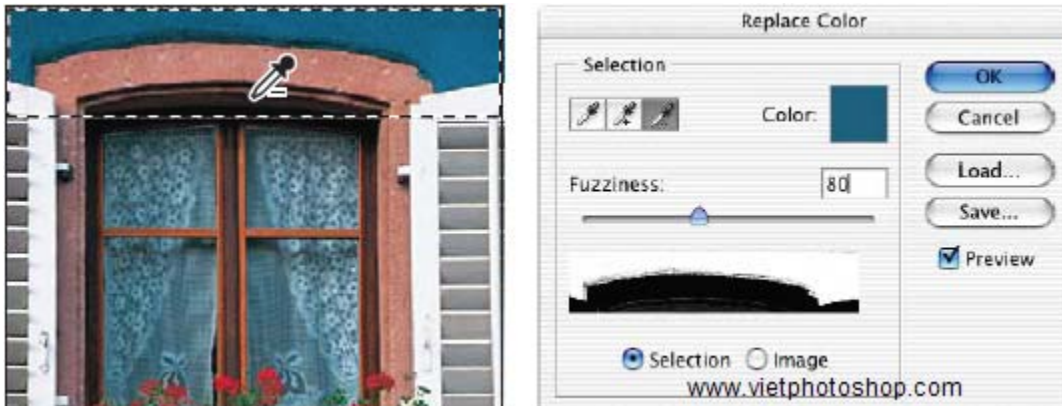 Replace Color
Selection
OK
Color:
Cancel
Fuzziness:
80
Load...
Save...
Preview
Selection
Image
www.vietphotoshop.com